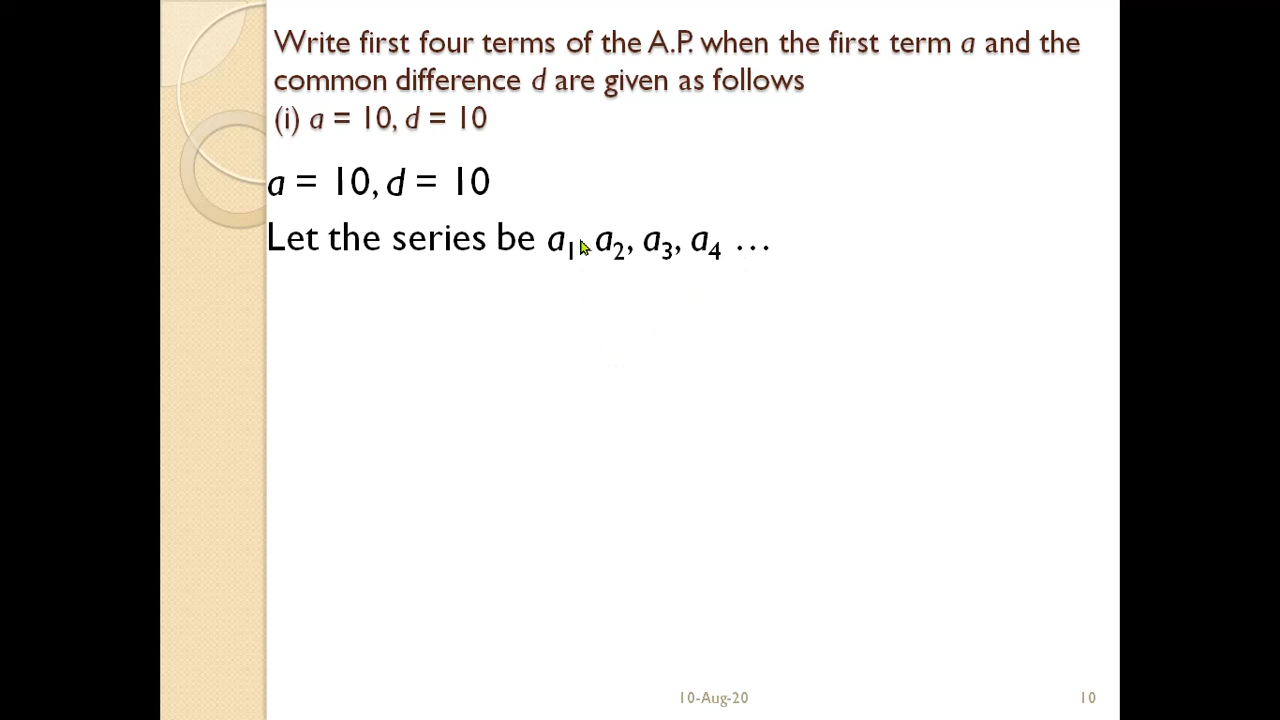 Write first four terms of the A.P. when the first term a and the
common difference d are given as follows
(i) a = 10, d = 10
a = 10, d = 10
Let the series be a₁, a₂, a₃, a₄ …
10-Aug-20
10